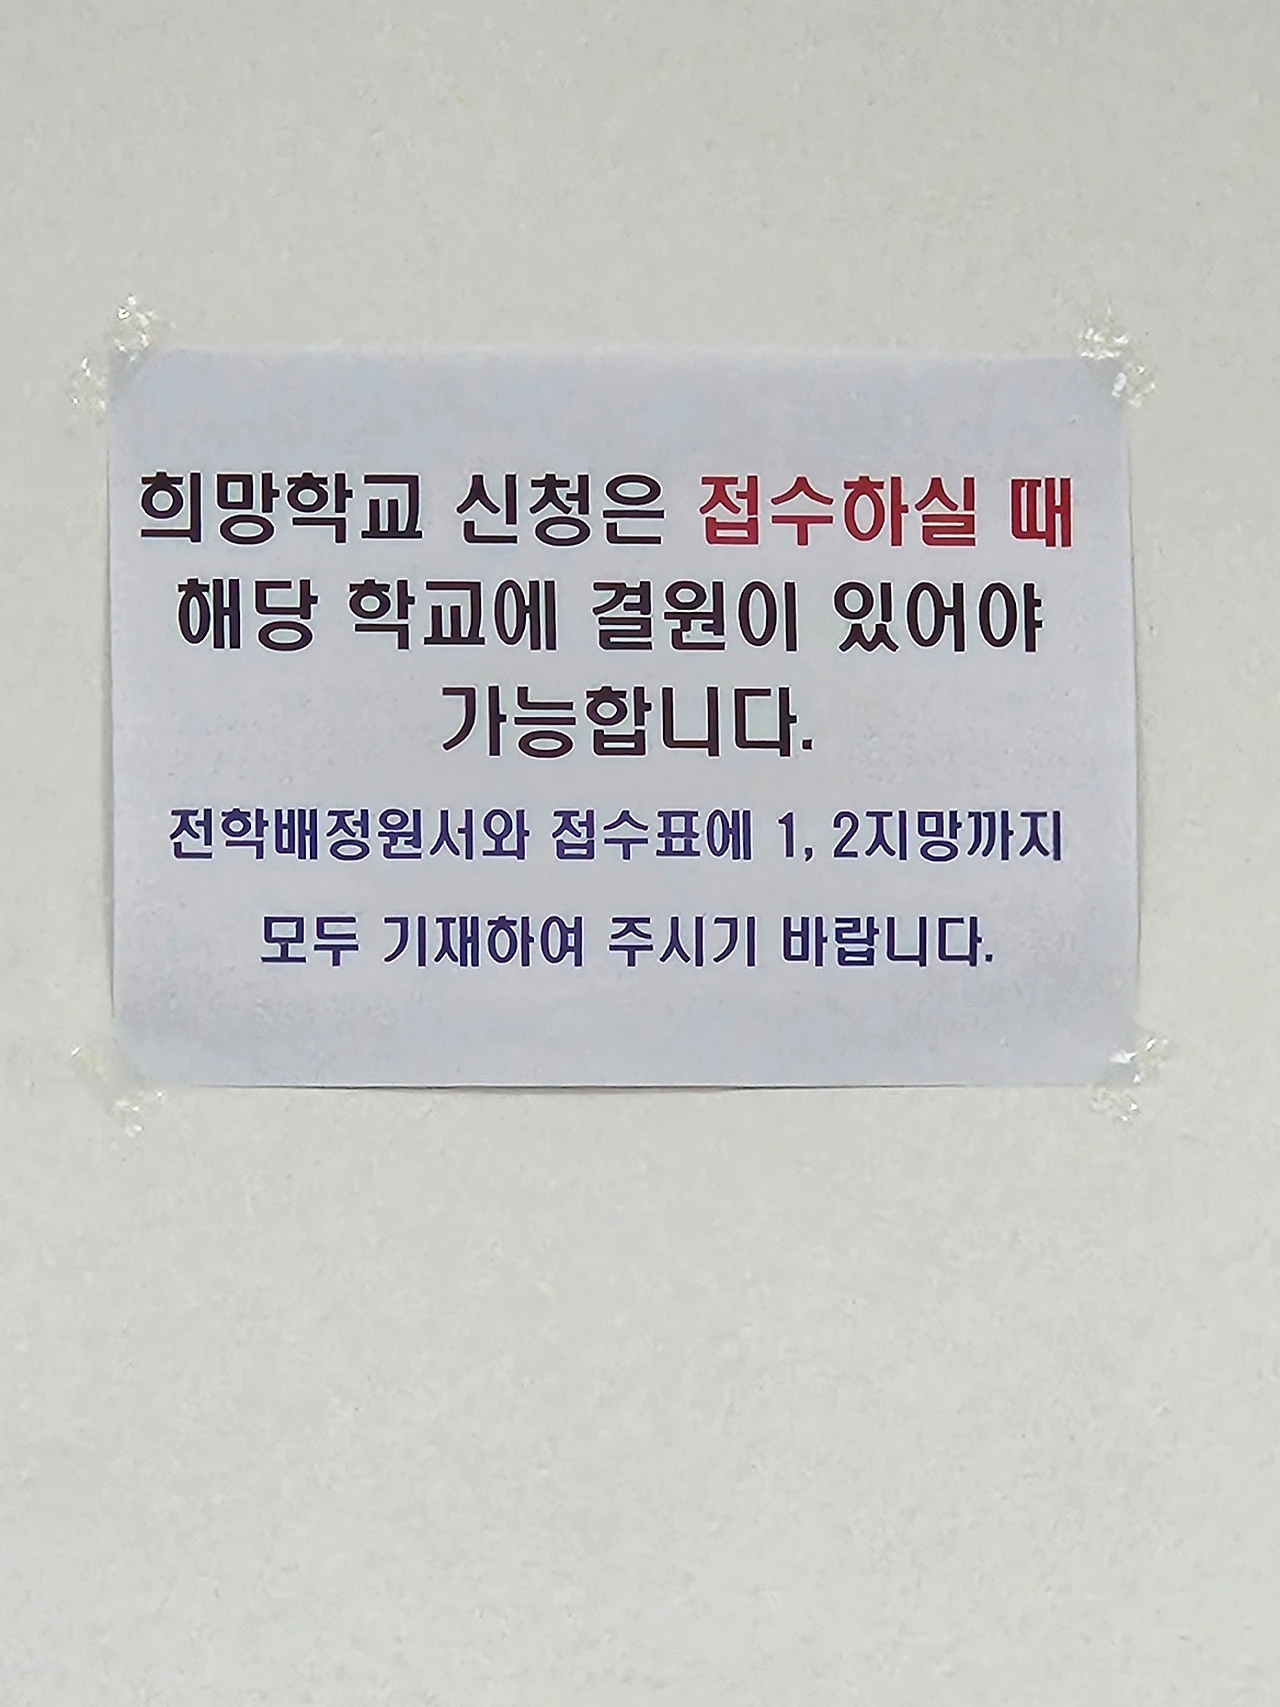 희망학교 신청은 접수하실 때
해당 학교에 결원이 있어야
가능합니다.
전학배정원서와 접수표에 1, 2지망까지
모두 기재하여 주시기 바랍니다.